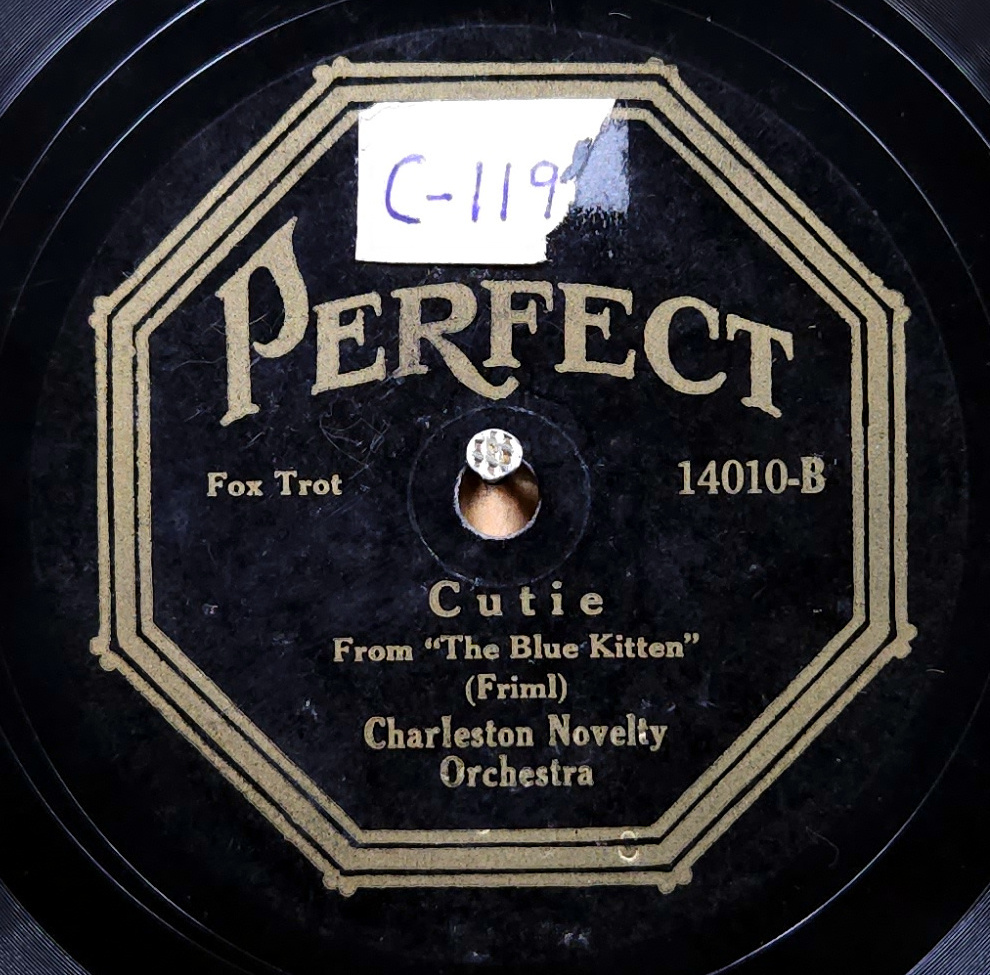 C-119
PERFECT
Fox Trot
14010-B
Cutie
From "The Blue Kitten"
(Friml)
Charleston Novelty
Orchestra